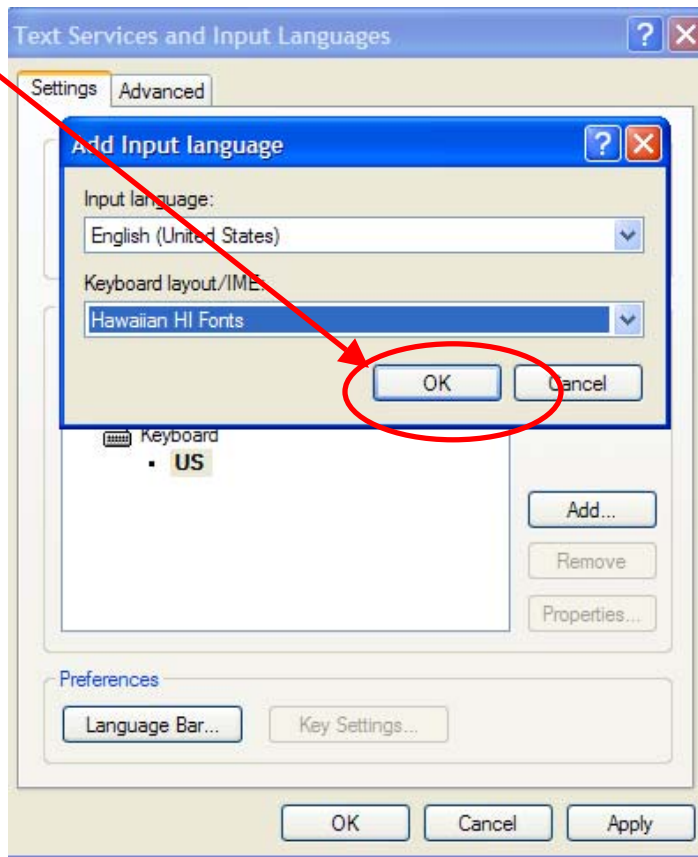 Text Services and Input Languages
Settings Advanced
Add Input language
Input language:
English (United States)
Keyboard layout/IME:
Hawaiian HI Fonts
OK Cancel
Keyboard
US
Add...
Remove
Properties...
Preferences
Language Bar... Key Settings...
OK Cancel Apply